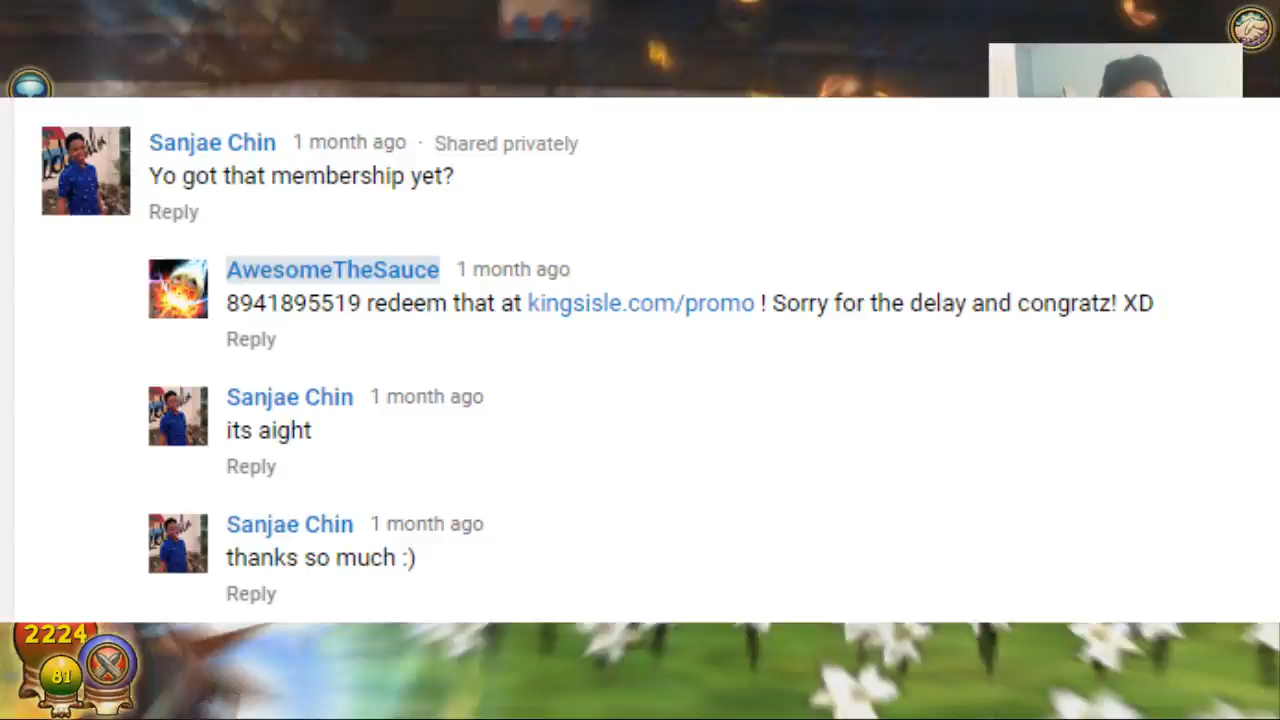 Sanjae Chin 1 month ago · Shared privately
Yo got that membership yet?
Reply
AwesomeTheSauce 1 month ago
8941895519 redeem that at kingsisle.com/promo ! Sorry for the delay and congratz! XD
Reply
Sanjae Chin 1 month ago
its aight
Reply
Sanjae Chin 1 month ago
thanks so much :)
Reply
2224
81